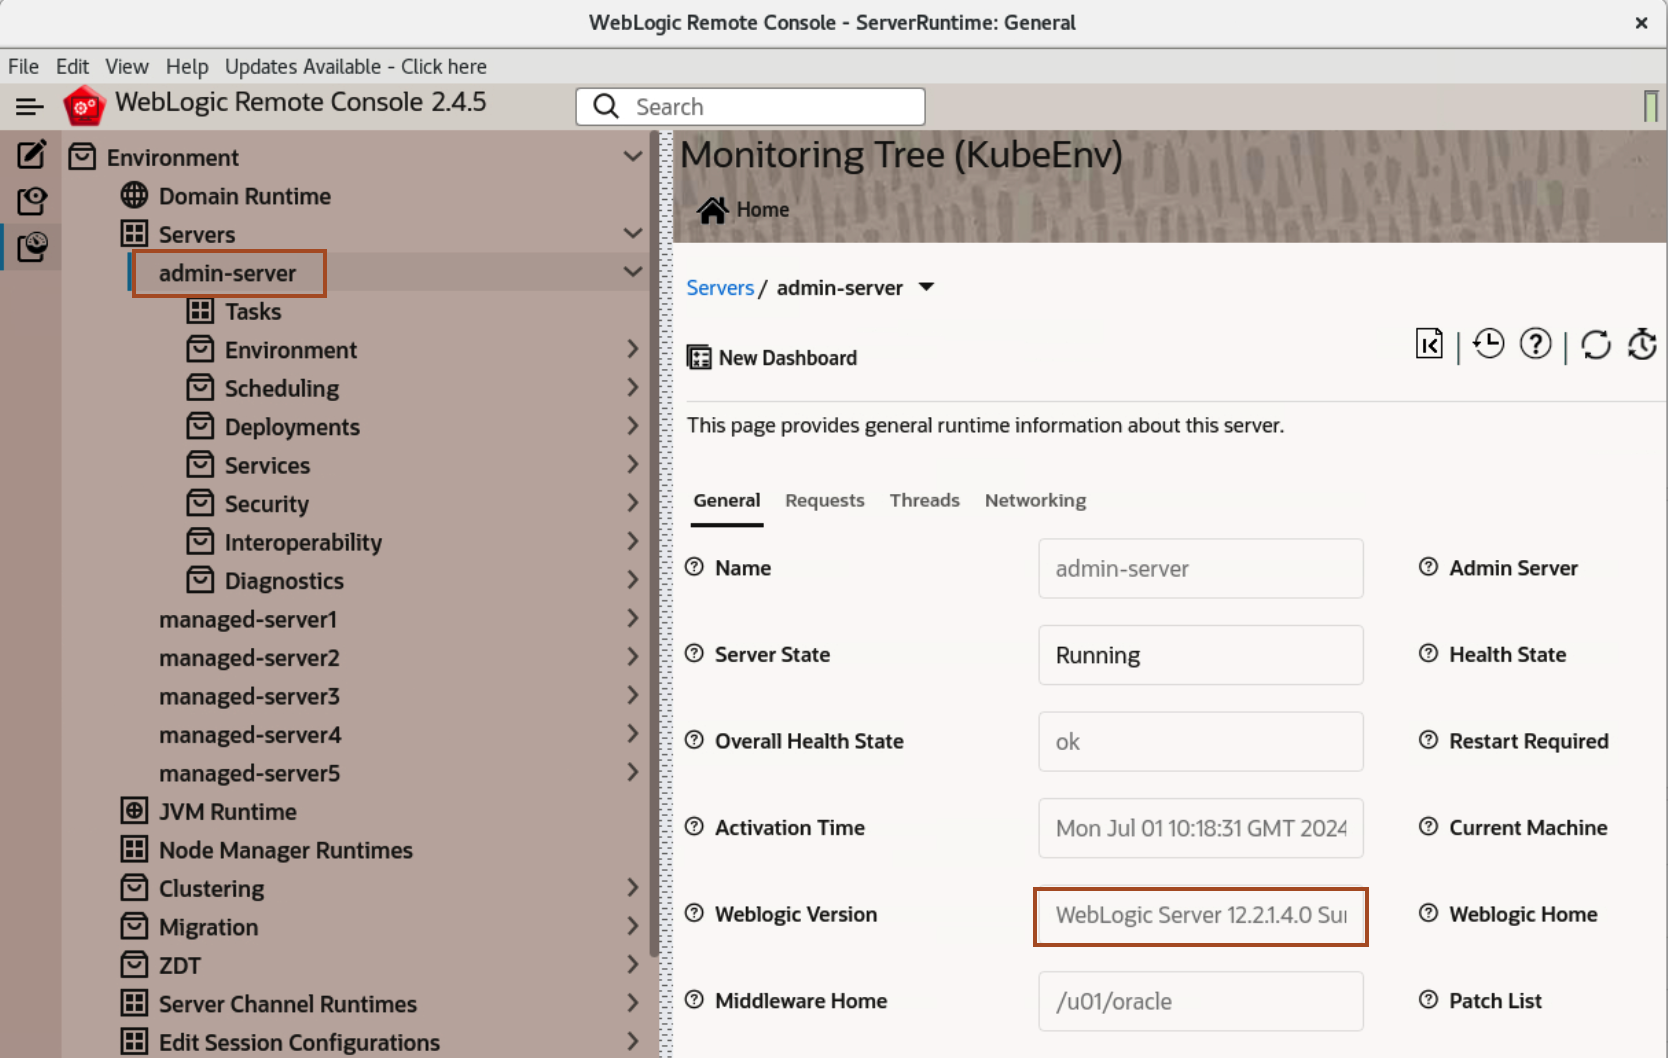 WebLogic Remote Console - ServerRuntime: General
File Edit View Help Updates Available - Click here
WebLogic Remote Console 2.4.5
Search
Environment
Domain Runtime
Servers
admin-server
Tasks
Environment
Scheduling
Deployments
Services
Security
Interoperability
Diagnostics
managed-server1
managed-server2
managed-server3
managed-server4
managed-server5
JVM Runtime
Node Manager Runtimes
Clustering
Migration
ZDT
Server Channel Runtimes
Edit Session Configurations
Monitoring Tree (KubeEnv)
Home
Servers / admin-server
New Dashboard
This page provides general runtime information about this server.
General Requests Threads Networking
Name admin-server Admin Server
Server State Running Health State
Overall Health State ok Restart Required
Activation Time Mon Jul 01 10:18:31 GMT 2024 Current Machine
Weblogic Version WebLogic Server 12.2.1.4.0 Weblogic Home
Middleware Home /u01/oracle Patch List